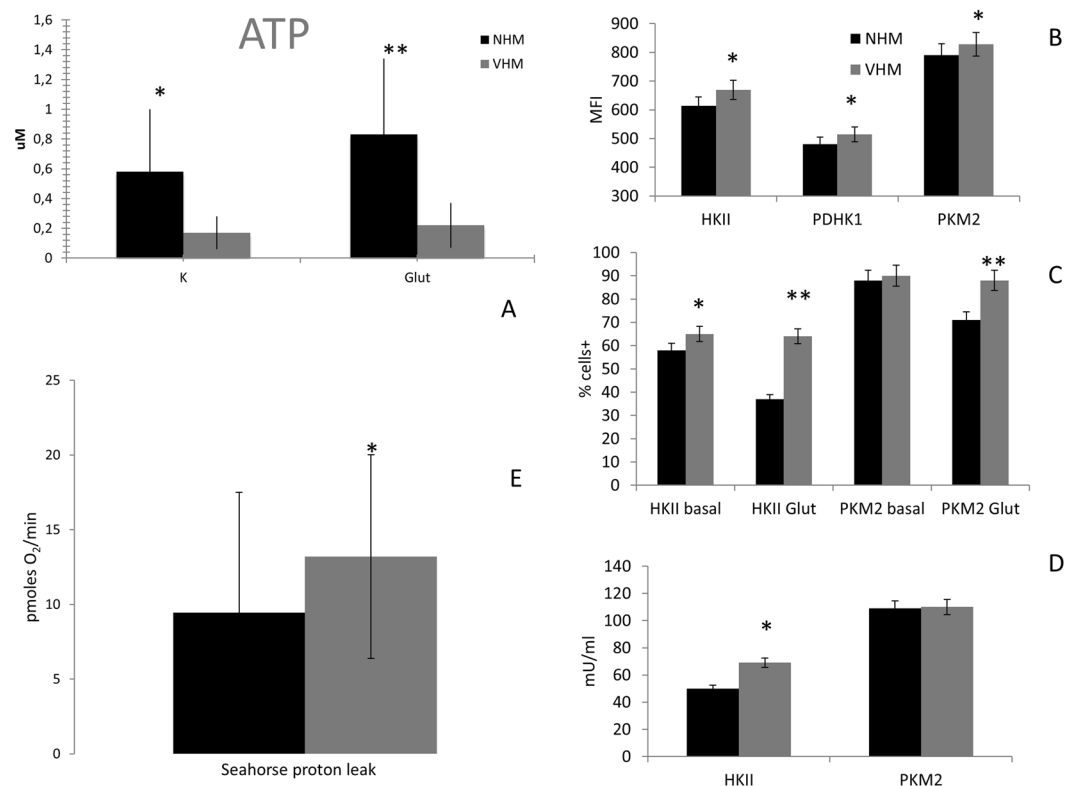 ATP
1,6
1,4
1,2
1
0,8
0,6
0,4
0,2
0
uM
*
**
NHM
VHM
K
Glut
A
900
800
700
600
500
400
300
MFI
NHM
VHM
*
*
*
HKII
PDHK1
PKM2
B
100
90
80
70
60
50
40
30
20
10
0
% cells+
*
**
**
HKII basal
HKII Glut
PKM2 basal
PKM2 Glut
C
25
20
15
10
5
0
pmoles O₂/min
*
Seahorse proton leak
E
140
120
100
80
60
40
20
0
mU/ml
*
HKII
PKM2
D